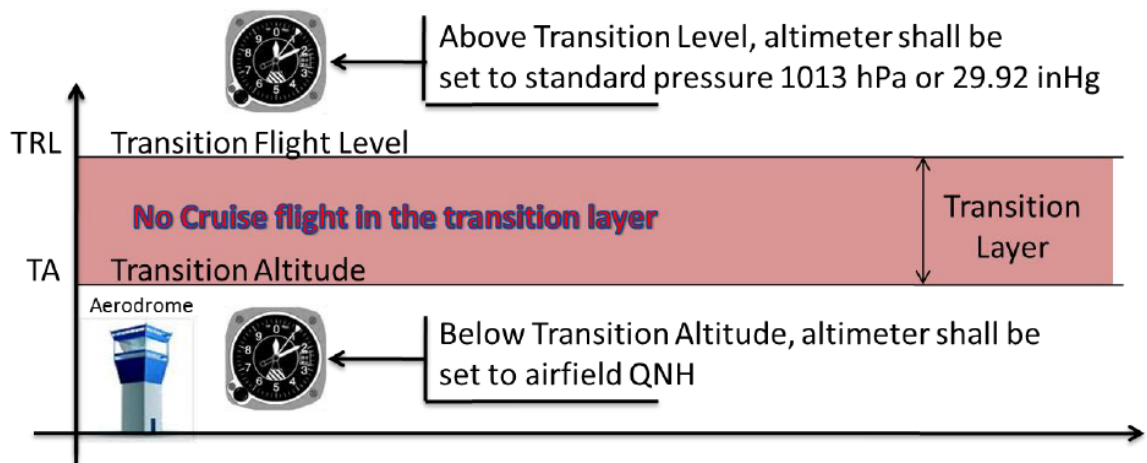 Above Transition Level, altimeter shall be
set to standard pressure 1013 hPa or 29.92 inHg
TRL
Transition Flight Level
No Cruise flight in the transition layer
Transition
Layer
TA
Transition Altitude
Aerodrome
Below Transition Altitude, altimeter shall be
set to airfield QNH